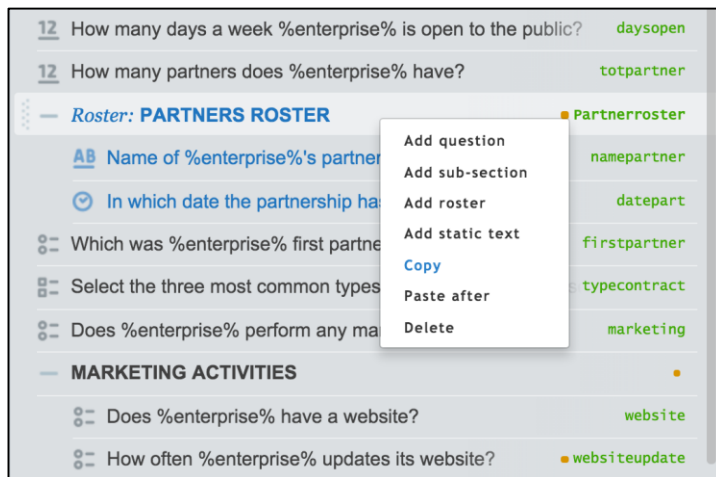 12 How many days a week %enterprise% is open to the public? daysopen
12 How many partners does %enterprise% have? totpartner
Roster: PARTNERS ROSTER Partnerroster
AB Name of %enterprise%'s partner namepartner
In which date the partnership has datepart
Which was %enterprise% first partne firstpartner
Select the three most common types s typecontract
Does %enterprise% perform any mar marketing
MARKETING ACTIVITIES
Does %enterprise% have a website? website
How often %enterprise% updates its website? websiteupdate
Add question
Add sub-section
Add roster
Add static text
Copy
Paste after
Delete